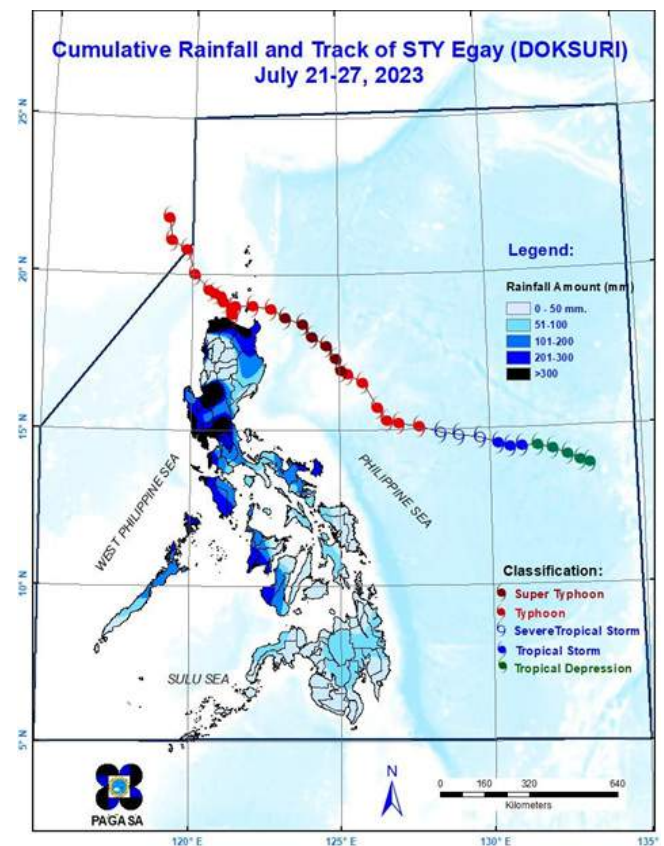 Cumulative Rainfall and Track of STY Egay (DOKSURI)
July 21-27, 2023
25° N
20° N
15° N
10° N
5° N
Legend:
Rainfall Amount (mm)
0 - 50 mm.
51-100
101-200
201-300
>300
WEST PHILIPPINE SEA
PHILIPPINE SEA
SULU SEA
Classification:
Super Typhoon
Typhoon
SevereTropical Storm
Tropical Storm
Tropical Depression
PAGASA
N
0 160 320 640
Kilometers
120° E
125° E
130° E
135° E